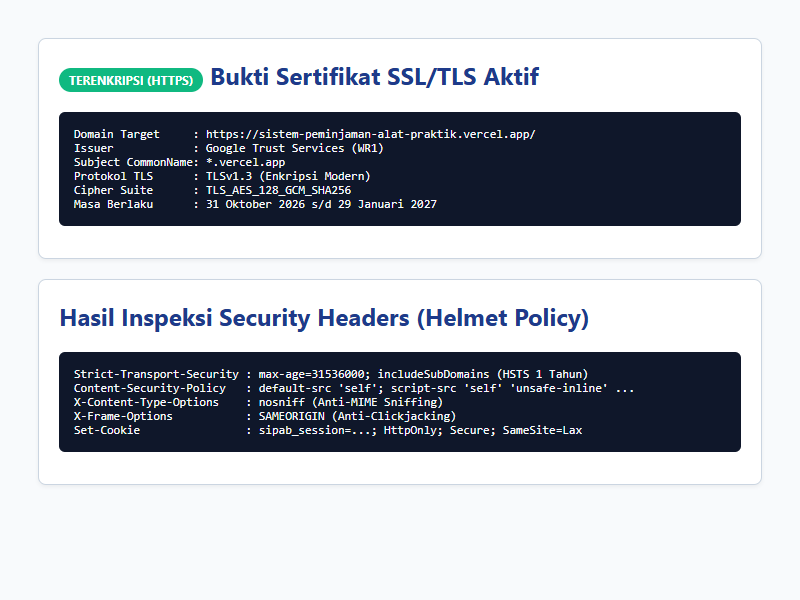 TERENKRIPSI (HTTPS) Bukti Sertifikat SSL/TLS Aktif
Domain Target     : https://sistem-peminjaman-alat-praktik.vercel.app/
Issuer            : Google Trust Services (WR1)
Subject CommonName: *.vercel.app
Protokol TLS      : TLSv1.3 (Enkripsi Modern)
Cipher Suite      : TLS_AES_128_GCM_SHA256
Masa Berlaku      : 31 Oktober 2026 s/d 29 Januari 2027
Hasil Inspeksi Security Headers (Helmet Policy)
Strict-Transport-Security : max-age=31536000; includeSubDomains (HSTS 1 Tahun)
Content-Security-Policy   : default-src 'self'; script-src 'self' 'unsafe-inline' ...
X-Content-Type-Options    : nosniff (Anti-MIME Sniffing)
X-Frame-Options           : SAMEORIGIN (Anti-Clickjacking)
Set-Cookie                : sipab_session=...; HttpOnly; Secure; SameSite=Lax